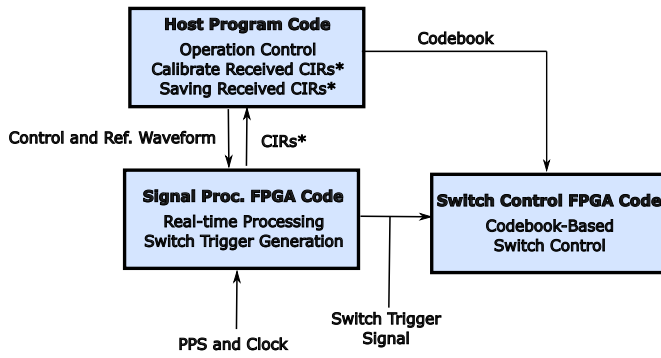 Host Program Code
Operation Control
Calibrate Received CIRs*
Saving Received CIRs*
Codebook
Control and Ref. Waveform
CIRs*
Signal Proc. FPGA Code
Real-time Processing
Switch Trigger Generation
Switch Control FPGA Code
Codebook-Based
Switch Control
Switch Trigger
Signal
PPS and Clock